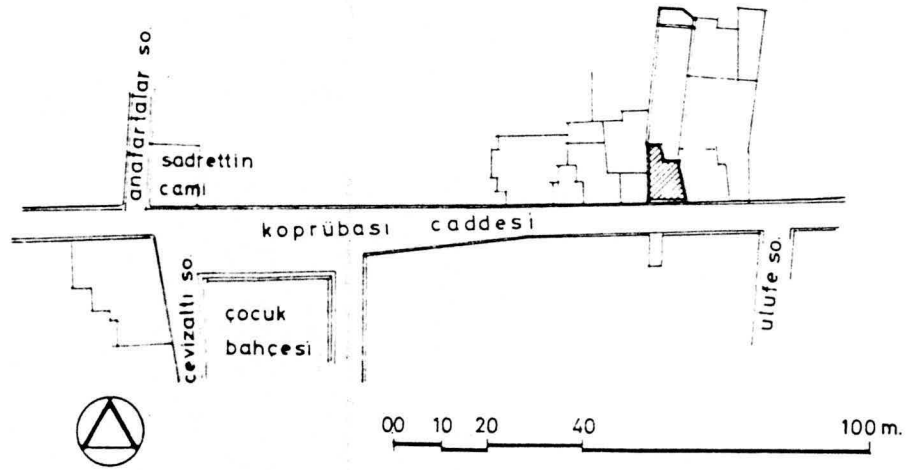 anafartalar so.
sadrettin
cami
koprübası caddesi
cevizaltı so.
çocuk
bahçesi
ulufe so.
00 10 20 40 100 m.